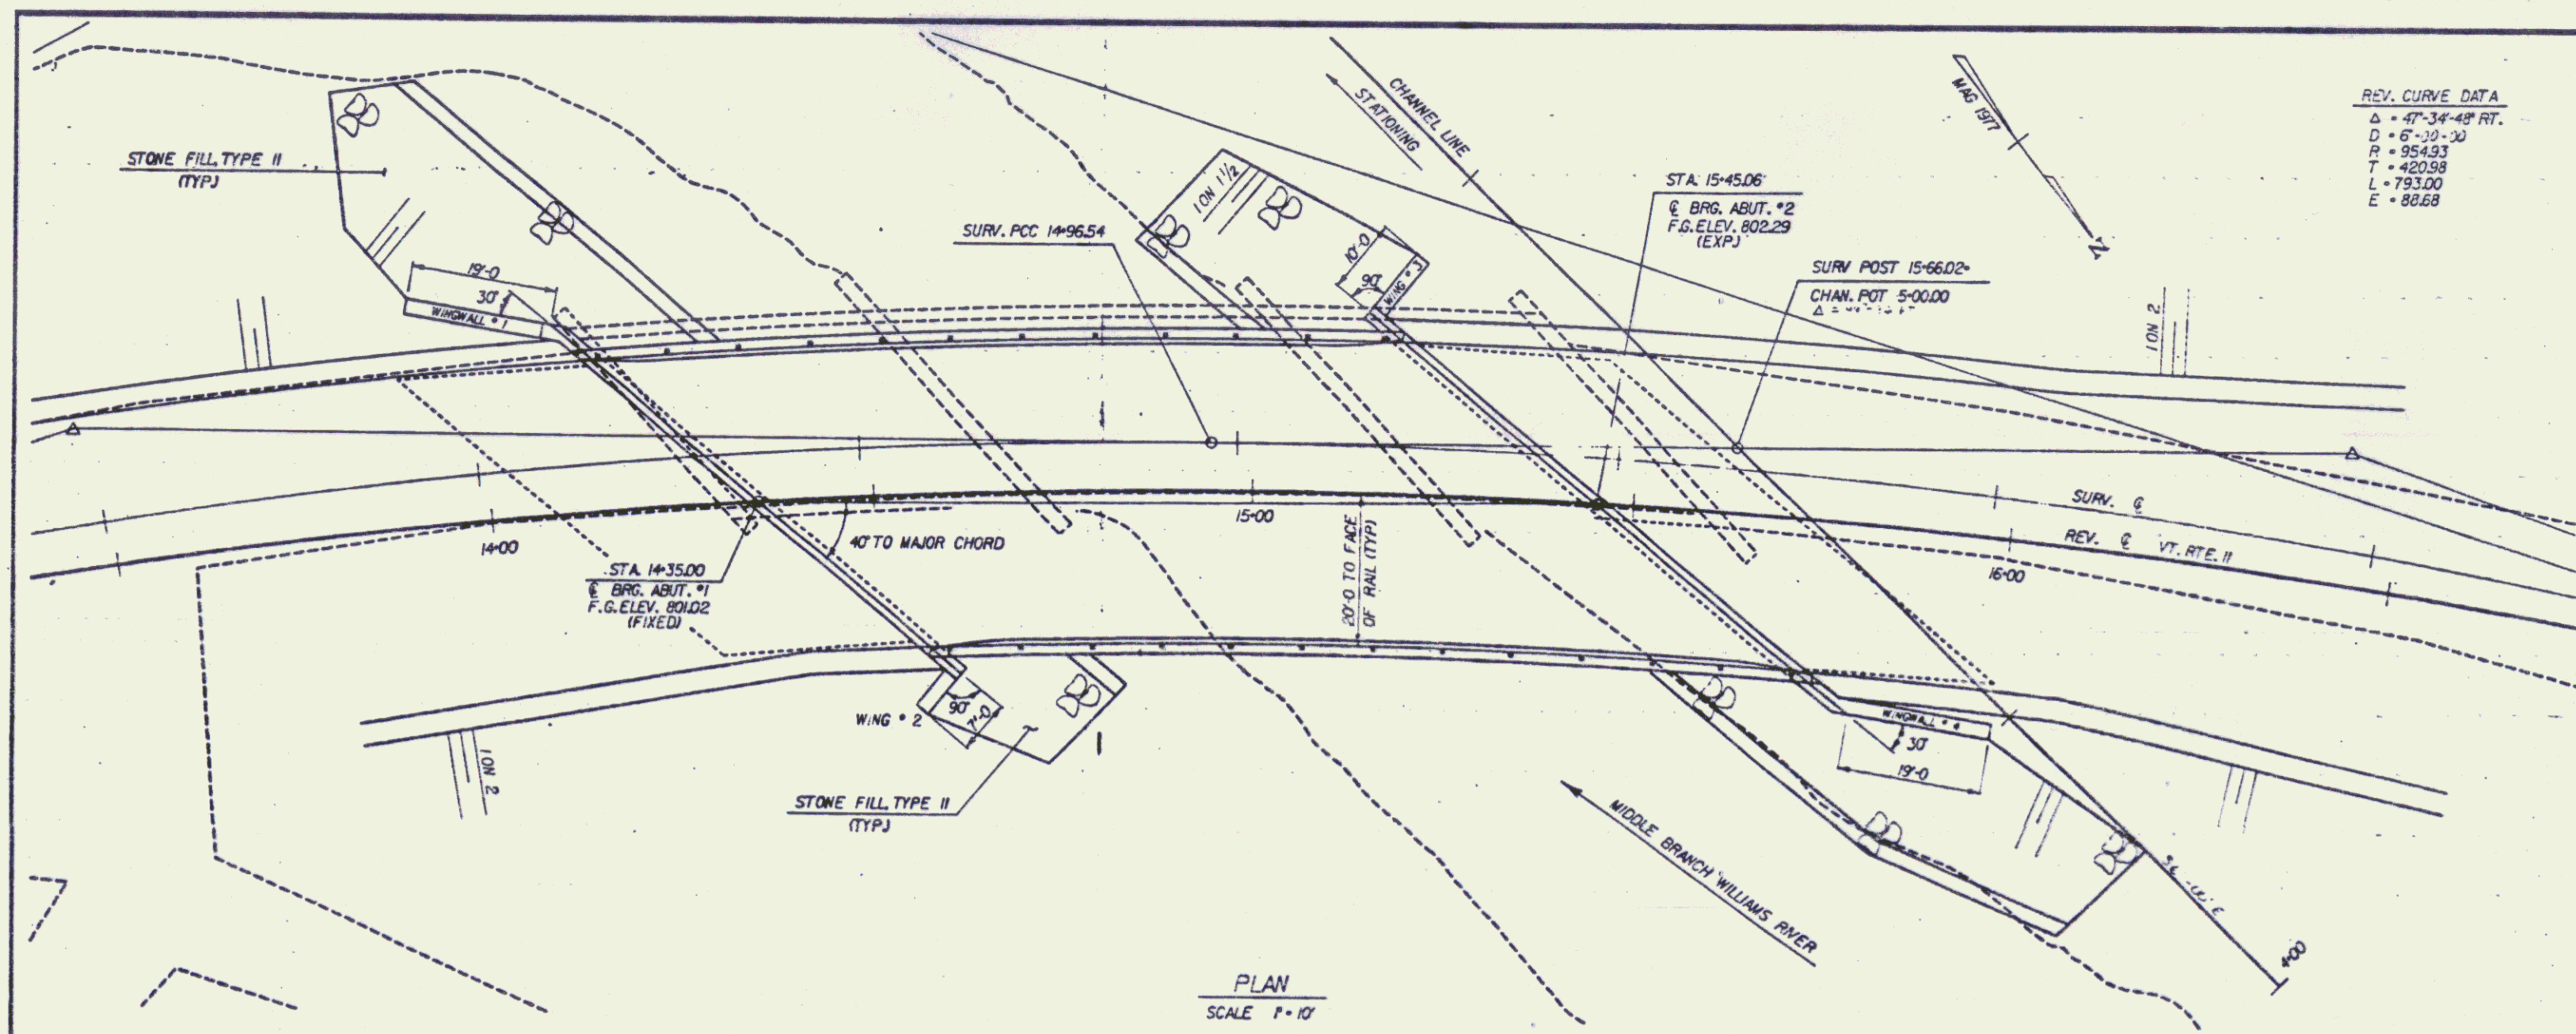 REV. CURVE DATA
Δ = 47°-34'-48" RT.
D = 6°-00-00
R = 954.93
T = 420.98
L = 793.00
E = 88.68
MAG 1977
N
CHANNEL LINE
STATIONING
STONE FILL, TYPE II
(TYP.)
1 ON 1 1/2
STA. 15+45.06
℄ BRG. ABUT. #2
F.G. ELEV. 802.29
(EXP.)
SURV. PCC 14+96.54
10'-0
90°
WING # 3
SURV POST 15+66.02=
CHAN. POT 5+00.00
Δ =
19'-0
30°
WINGWALL # 1
1 ON 2
14+00
15+00
16+00
SURV. ℄
REV. ℄ VT. RTE. 11
40° TO MAJOR CHORD
STA. 14+35.00
℄ BRG. ABUT. #1
F.G. ELEV. 801.02
(FIXED)
20'-0 TO FACE
OF RAIL (TYP.)
WING # 2
90°
7'-0
WINGWALL # 4
30°
19'-0
1 ON 2
STONE FILL, TYPE II
(TYP.)
MIDDLE BRANCH WILLIAMS RIVER
4+00
PLAN
SCALE 1" = 10'